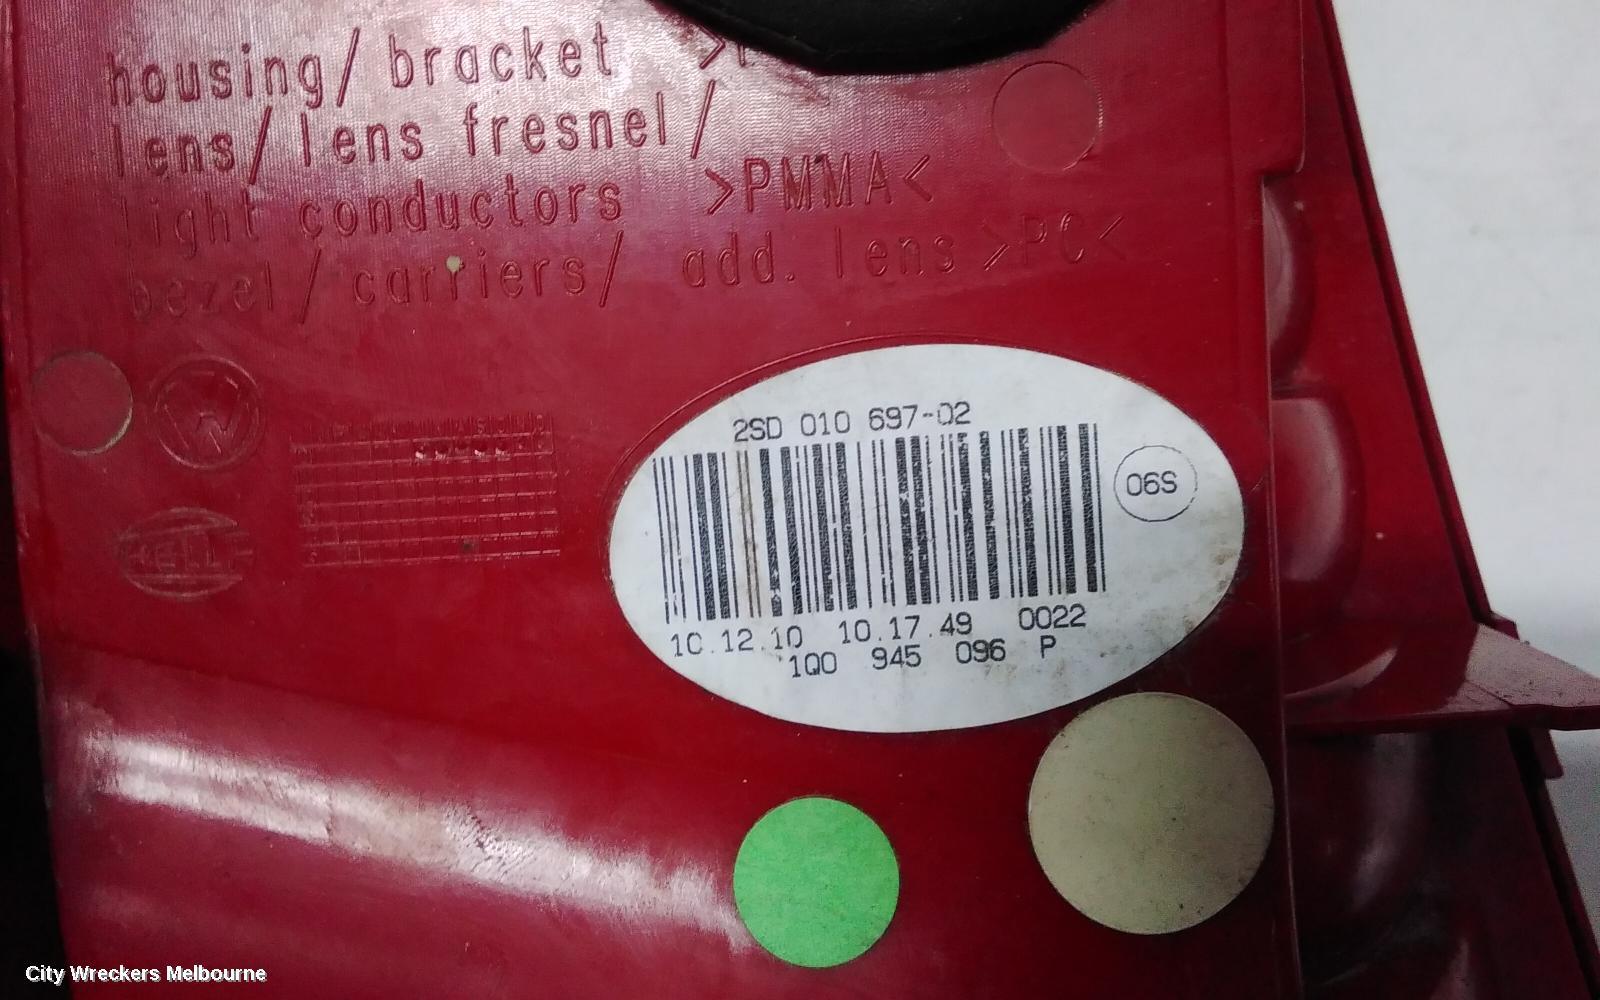 housing/ bracket
lens/ lens fresnel/
light conductors >PMMA<
bezel/ carriers/ add. lens >PC<
2SD 010 697-02
06S
10.12.10 10.17.49 0022
1Q0 945 096 P
HELLA
City Wreckers Melbourne